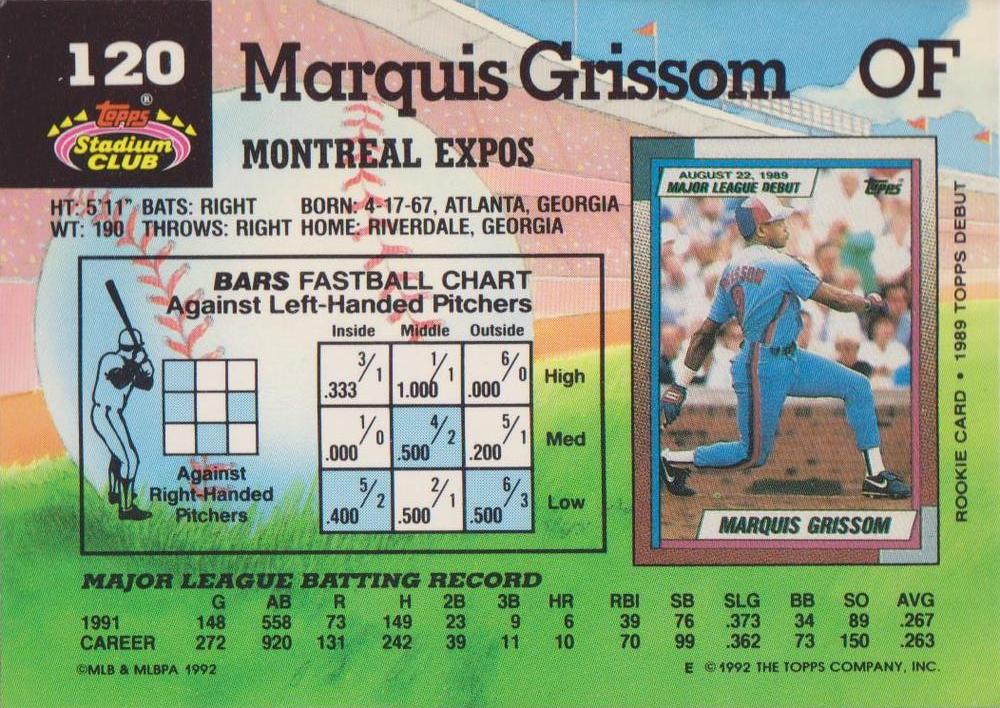 120
Topps®
Stadium
CLUB
Marquis Grissom OF
MONTREAL EXPOS
HT: 5'11" BATS: RIGHT BORN: 4-17-67, ATLANTA, GEORGIA
WT: 190 THROWS: RIGHT HOME: RIVERDALE, GEORGIA
BARS FASTBALL CHART
Against Left-Handed Pitchers
Inside Middle Outside
3/1 .333 1/1 1.000 6/0 .000 High
1/0 .000 4/2 .500 5/1 .200 Med
5/2 .400 2/1 .500 6/3 .500 Low
Against
Right-Handed
Pitchers
AUGUST 22, 1989
MAJOR LEAGUE DEBUT
Topps
GRISSOM
9
MARQUIS GRISSOM
ROOKIE CARD • 1989 TOPPS DEBUT
MAJOR LEAGUE BATTING RECORD
G AB R H 2B 3B HR RBI SB SLG BB SO AVG
1991 148 558 73 149 23 9 6 39 76 .373 34 89 .267
CAREER 272 920 131 242 39 11 10 70 99 .362 73 150 .263
©MLB & MLBPA 1992
E ©1992 THE TOPPS COMPANY, INC.